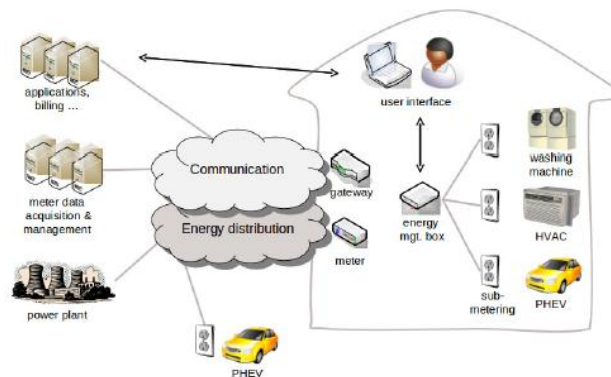 applications,
billing ...
user interface
Communication
gateway
washing
machine
meter data
acquisition &
management
energy
mgt. box
HVAC
Energy distribution
meter
power plant
sub-
metering
PHEV
PHEV